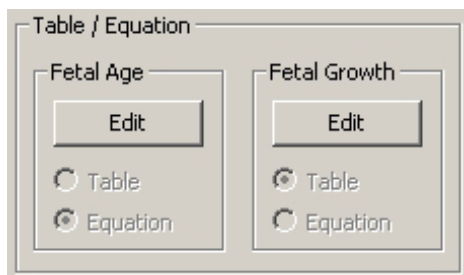 Table / Equation
Fetal Age
Fetal Growth
Edit
Edit
Table
Table
Equation
Equation